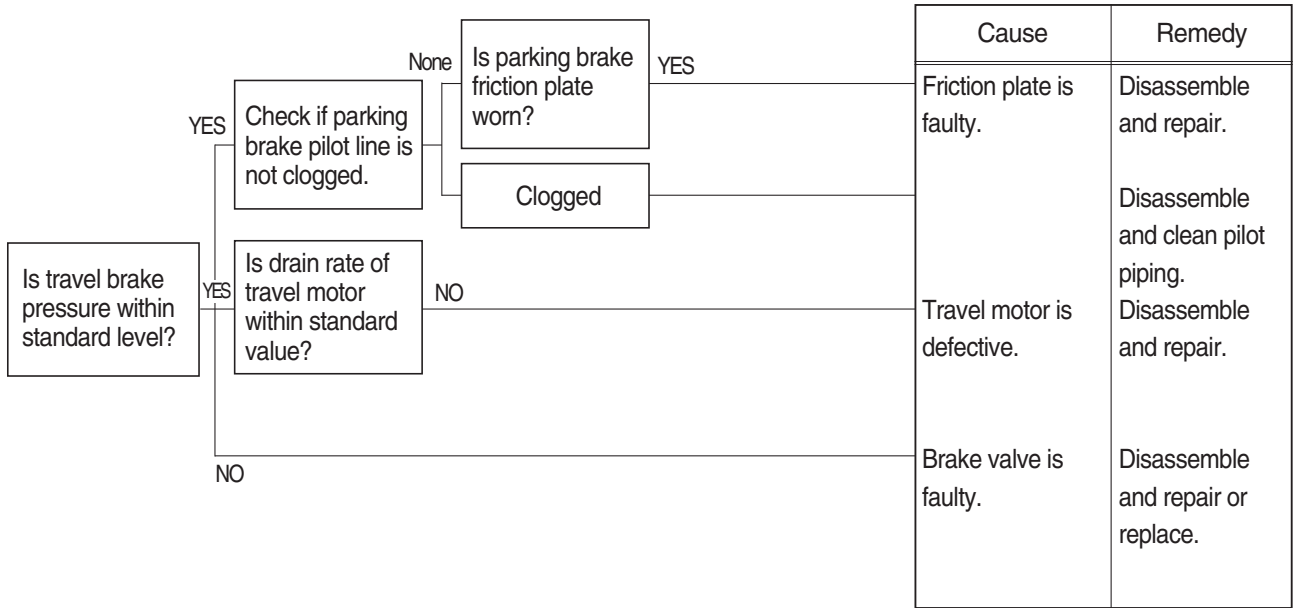 Cause
Remedy
None
Is parking brake
friction plate
worn?
YES
Friction plate is
faulty.
Disassemble
and repair.
YES
Check if parking
brake pilot line is
not clogged.
Clogged
Disassemble
and clean pilot
piping.
Is travel brake
pressure within
standard level?
YES
Is drain rate of
travel motor
within standard
value?
NO
Travel motor is
defective.
Disassemble
and repair.
NO
Brake valve is
faulty.
Disassemble
and repair or
replace.